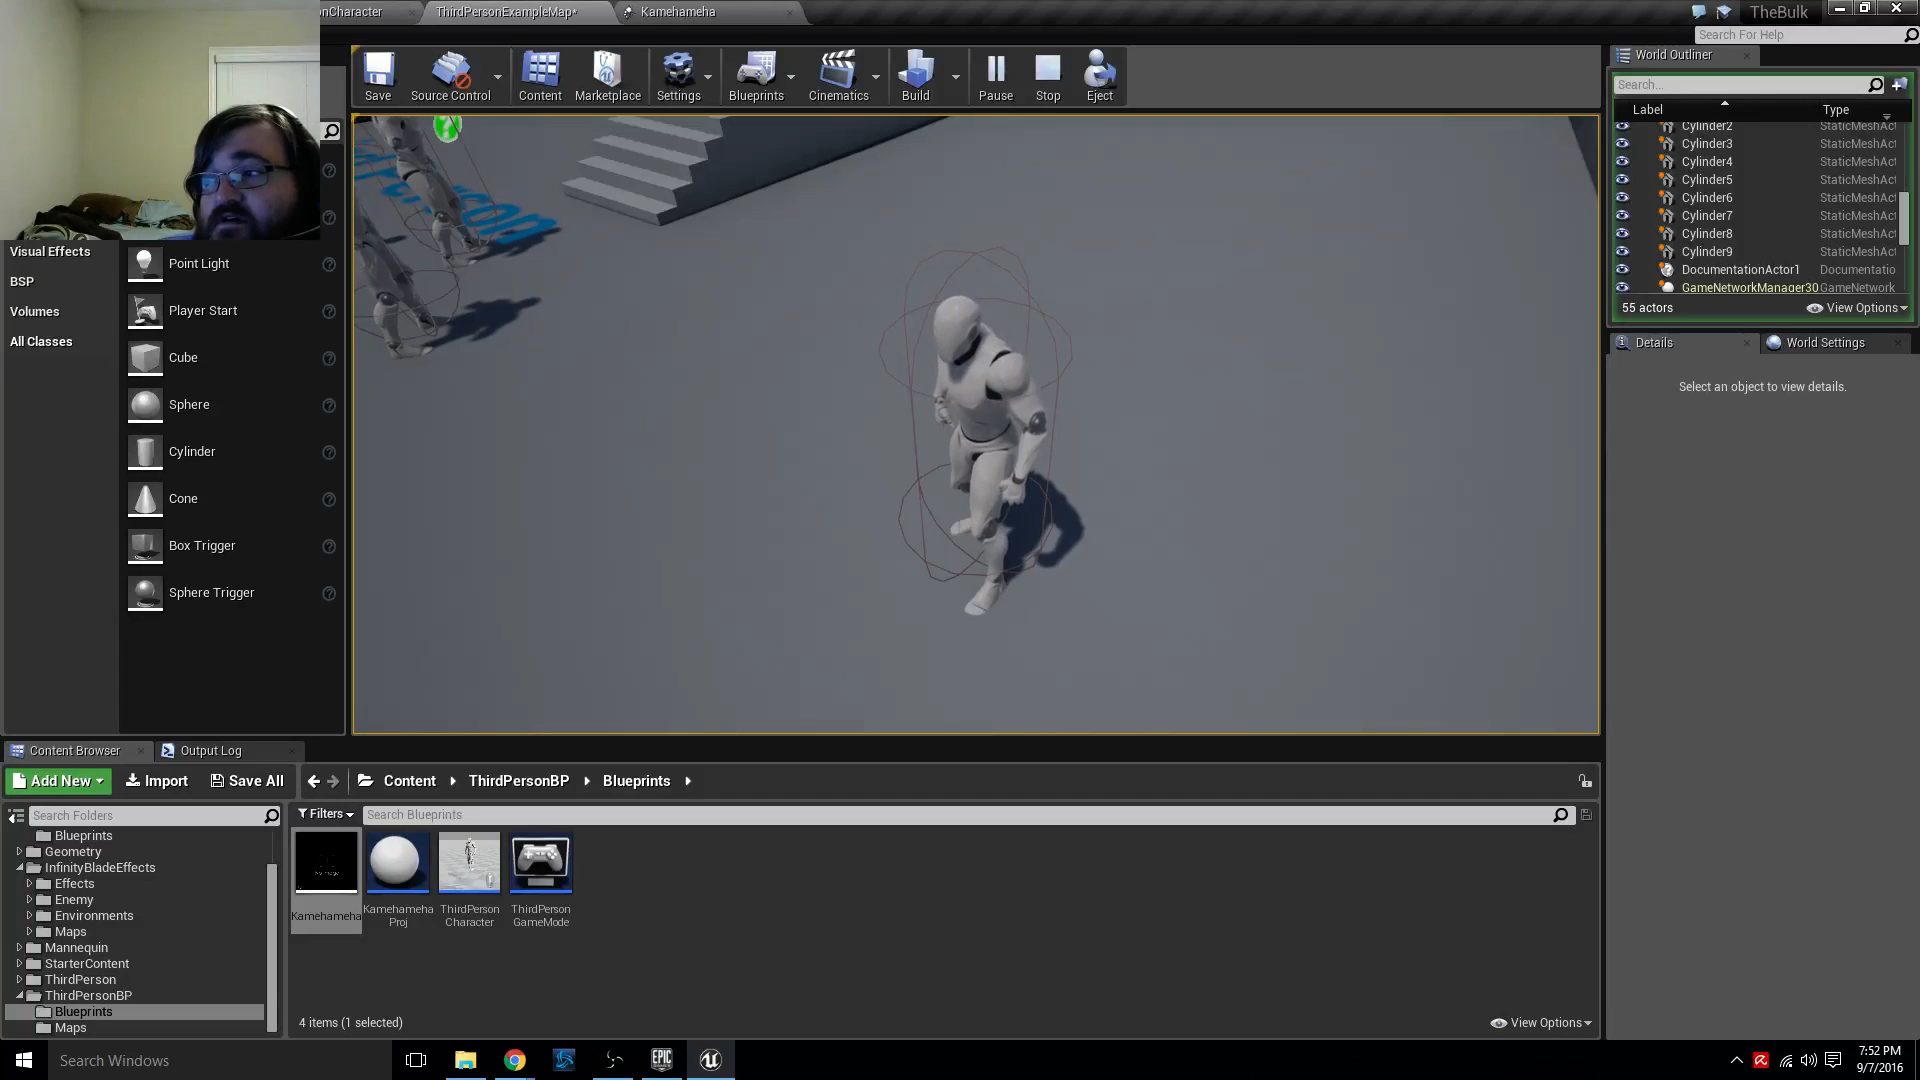 onCharacter
ThirdPersonExampleMap*
Kamehameha
TheBulk
Search For Help
Save
Source Control
Content
Marketplace
Settings
Blueprints
Cinematics
Build
Pause
Stop
Eject
World Outliner
Search...
Label
Type
Cylinder2
StaticMeshAct
Cylinder3
StaticMeshAct
Cylinder4
StaticMeshAct
Cylinder5
StaticMeshAct
Cylinder6
StaticMeshAct
Cylinder7
StaticMeshAct
Cylinder8
StaticMeshAct
Cylinder9
StaticMeshAct
DocumentationActor1
Documentatio
GameNetworkManager30
GameNetwork
55 actors
View Options
Details
World Settings
Select an object to view details.
Visual Effects
BSP
Volumes
All Classes
Point Light
Player Start
Cube
Sphere
Cylinder
Cone
Box Trigger
Sphere Trigger
Content Browser
Output Log
Add New
Import
Save All
Content
ThirdPersonBP
Blueprints
Search Folders
Filters
Search Blueprints
Blueprints
Geometry
InfinityBladeEffects
Effects
Enemy
Environments
Maps
Mannequin
StarterContent
ThirdPerson
ThirdPersonBP
Blueprints
Maps
Kamehameha
Kamehameha
Proj
ThirdPerson
Character
ThirdPerson
GameMode
4 items (1 selected)
View Options
Search Windows
EPIC
GAMES
7:52 PM
9/7/2016